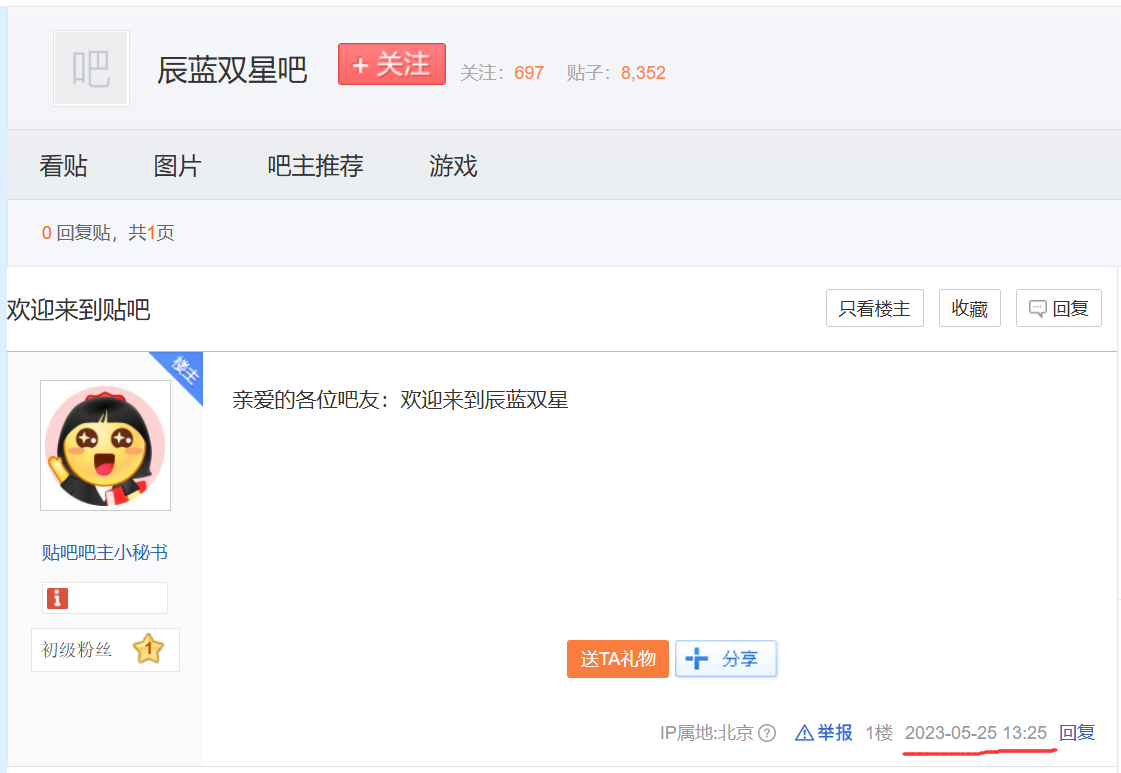 吧
辰蓝双星吧
+ 关注
关注：697 贴子：8,352
看贴 图片 吧主推荐 游戏
0 回复贴，共1页
欢迎来到贴吧
只看楼主 收藏 回复
楼主
亲爱的各位吧友：欢迎来到辰蓝双星
贴吧吧主小秘书
初级粉丝 1
送TA礼物 分享
IP属地:北京 举报 1楼 2023-05-25 13:25 回复